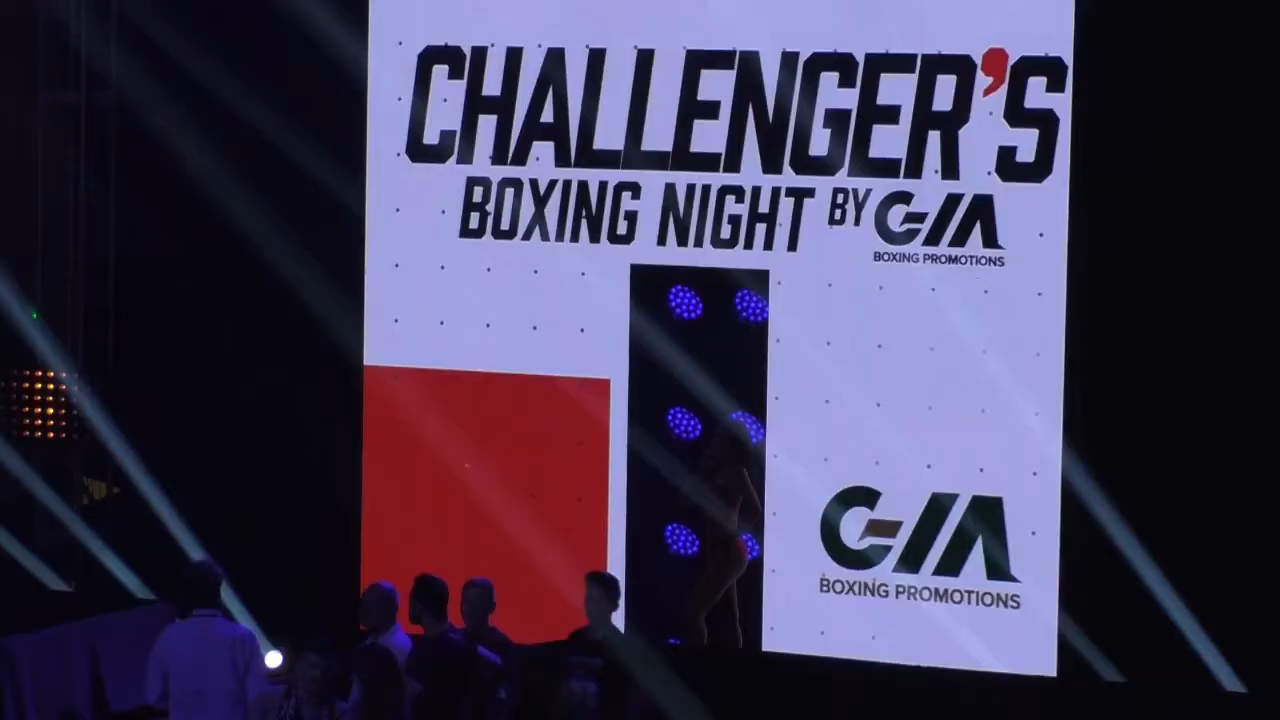 CHALLENGER'S
BOXING NIGHT BY GIA
BOXING PROMOTIONS
GIA
BOXING PROMOTIONS